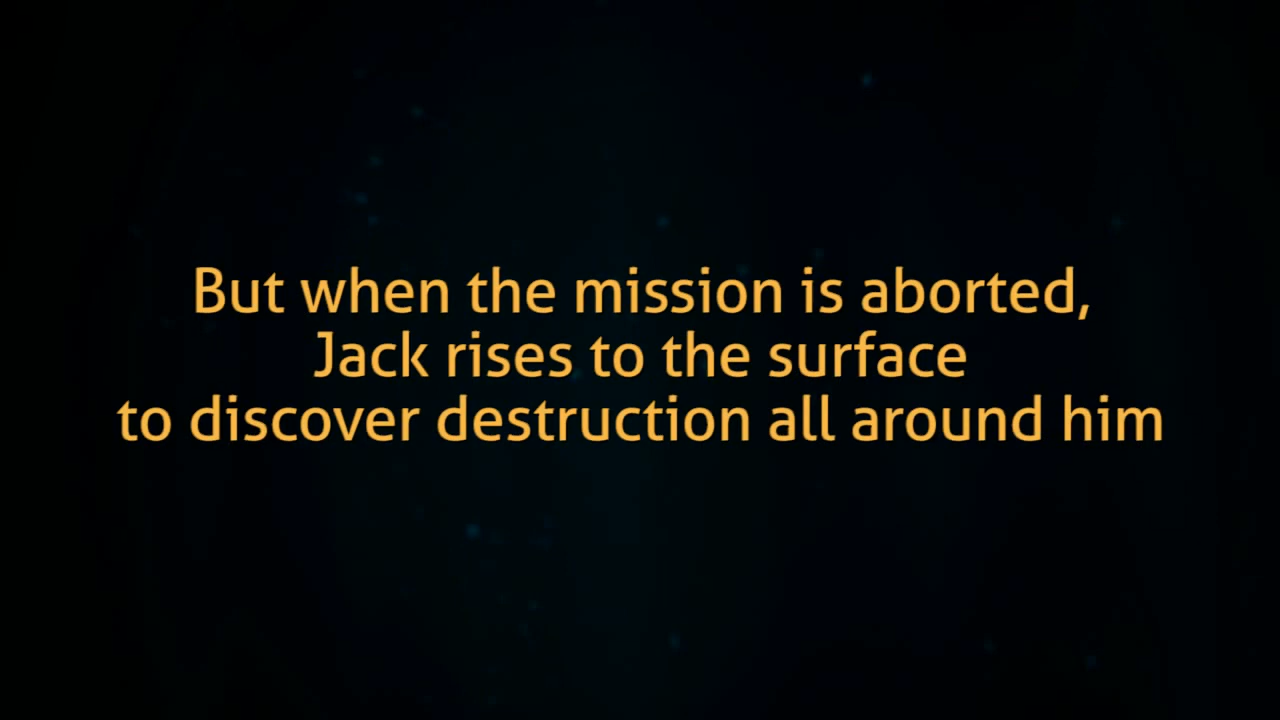 But when the mission is aborted,
Jack rises to the surface
to discover destruction all around him